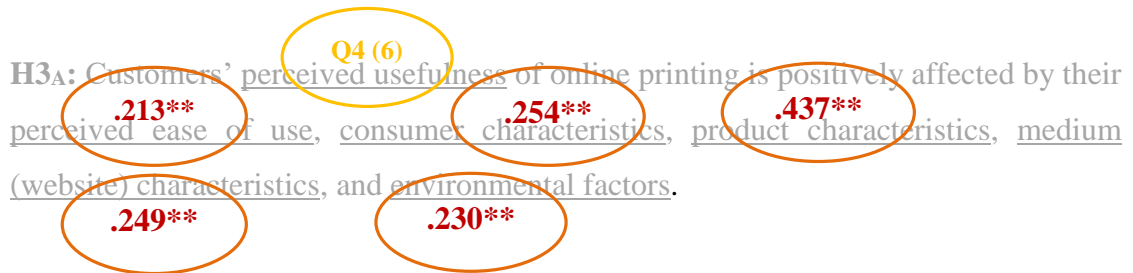 Q4 (6)
H3A: Customers’ perceived usefulness of online printing is positively affected by their
.213** .254** .437**
perceived ease of use, consumer characteristics, product characteristics, medium
(website) characteristics, and environmental factors.
.249** .230**